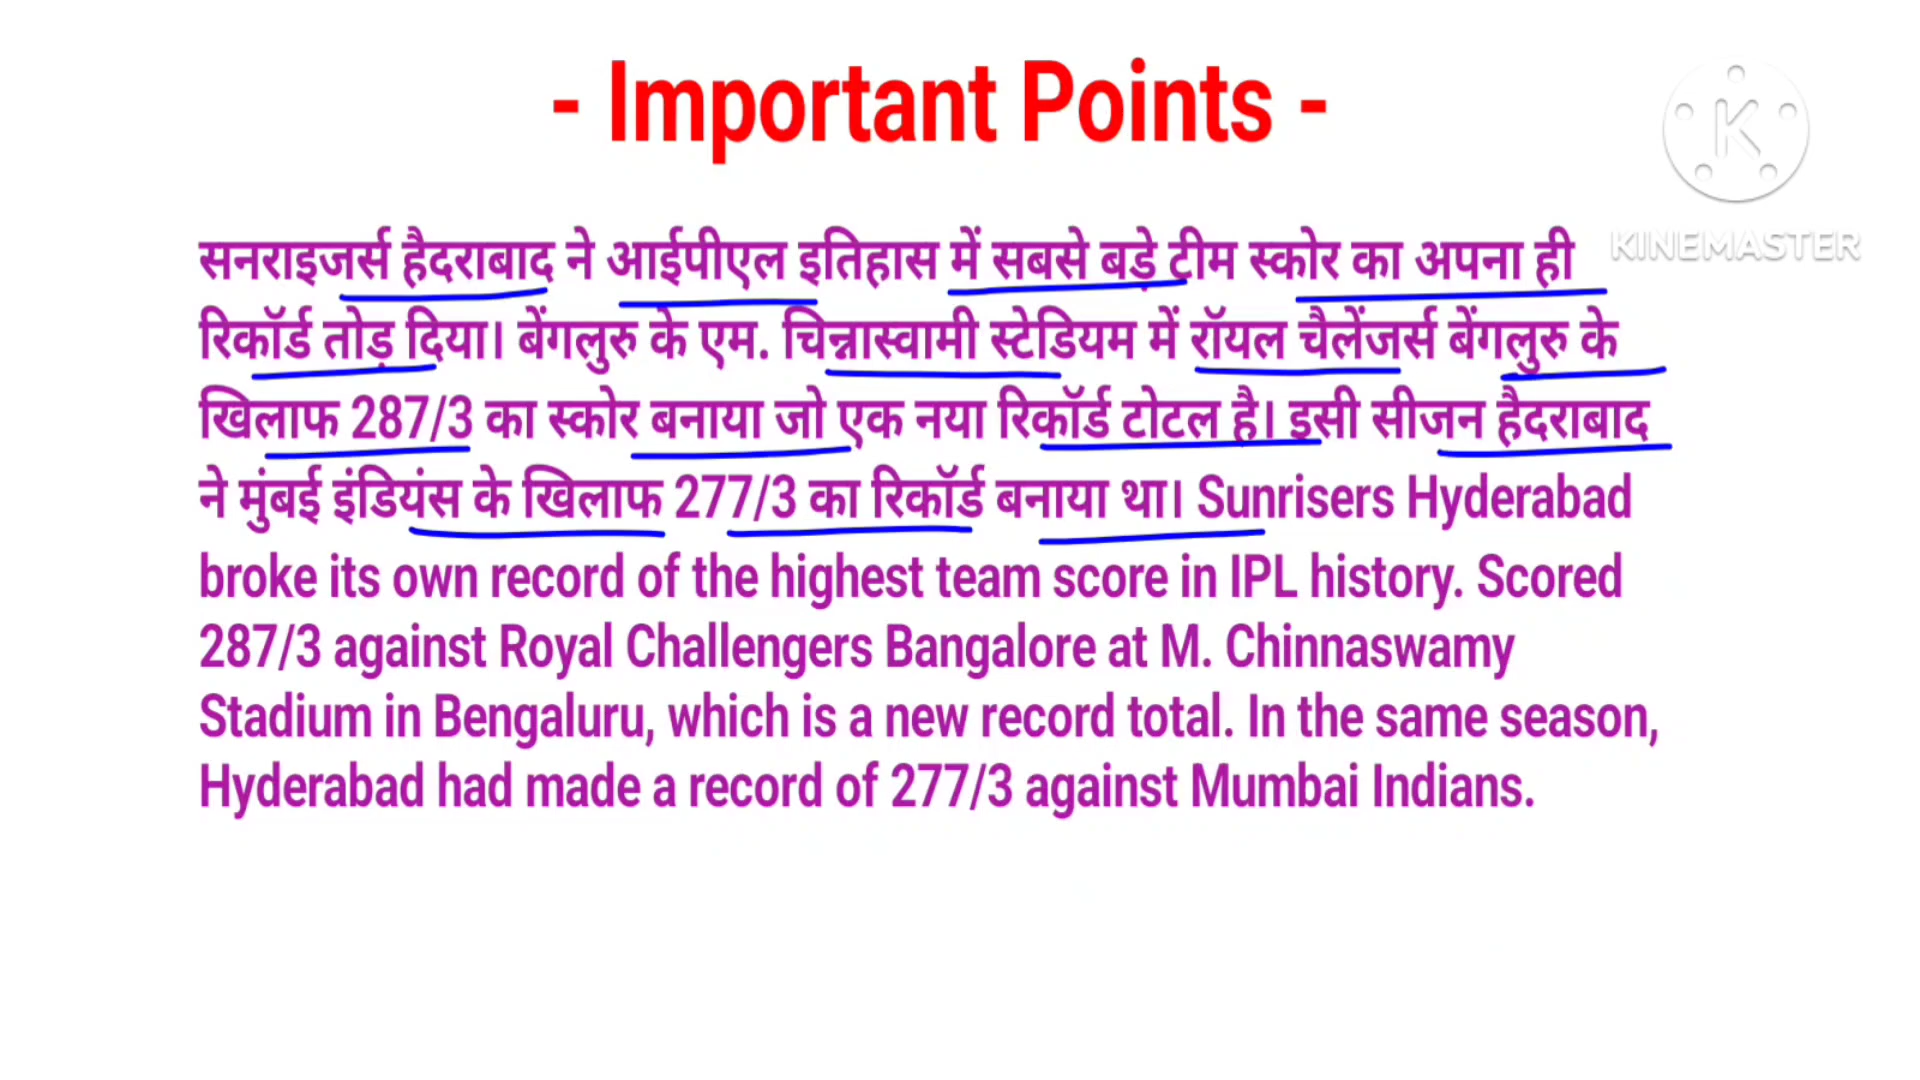 - Important Points -
KINEMASTER
सनराइजर्स हैदराबाद ने आईपीएल इतिहास में सबसे बड़े टीम स्कोर का अपना ही
रिकॉर्ड तोड़ दिया। बेंगलुरु के एम. चिन्नास्वामी स्टेडियम में रॉयल चैलेंजर्स बेंगलुरु के
खिलाफ 287/3 का स्कोर बनाया जो एक नया रिकॉर्ड टोटल है। इसी सीजन हैदराबाद
ने मुंबई इंडियंस के खिलाफ 277/3 का रिकॉर्ड बनाया था। Sunrisers Hyderabad
broke its own record of the highest team score in IPL history. Scored
287/3 against Royal Challengers Bangalore at M. Chinnaswamy
Stadium in Bengaluru, which is a new record total. In the same season,
Hyderabad had made a record of 277/3 against Mumbai Indians.